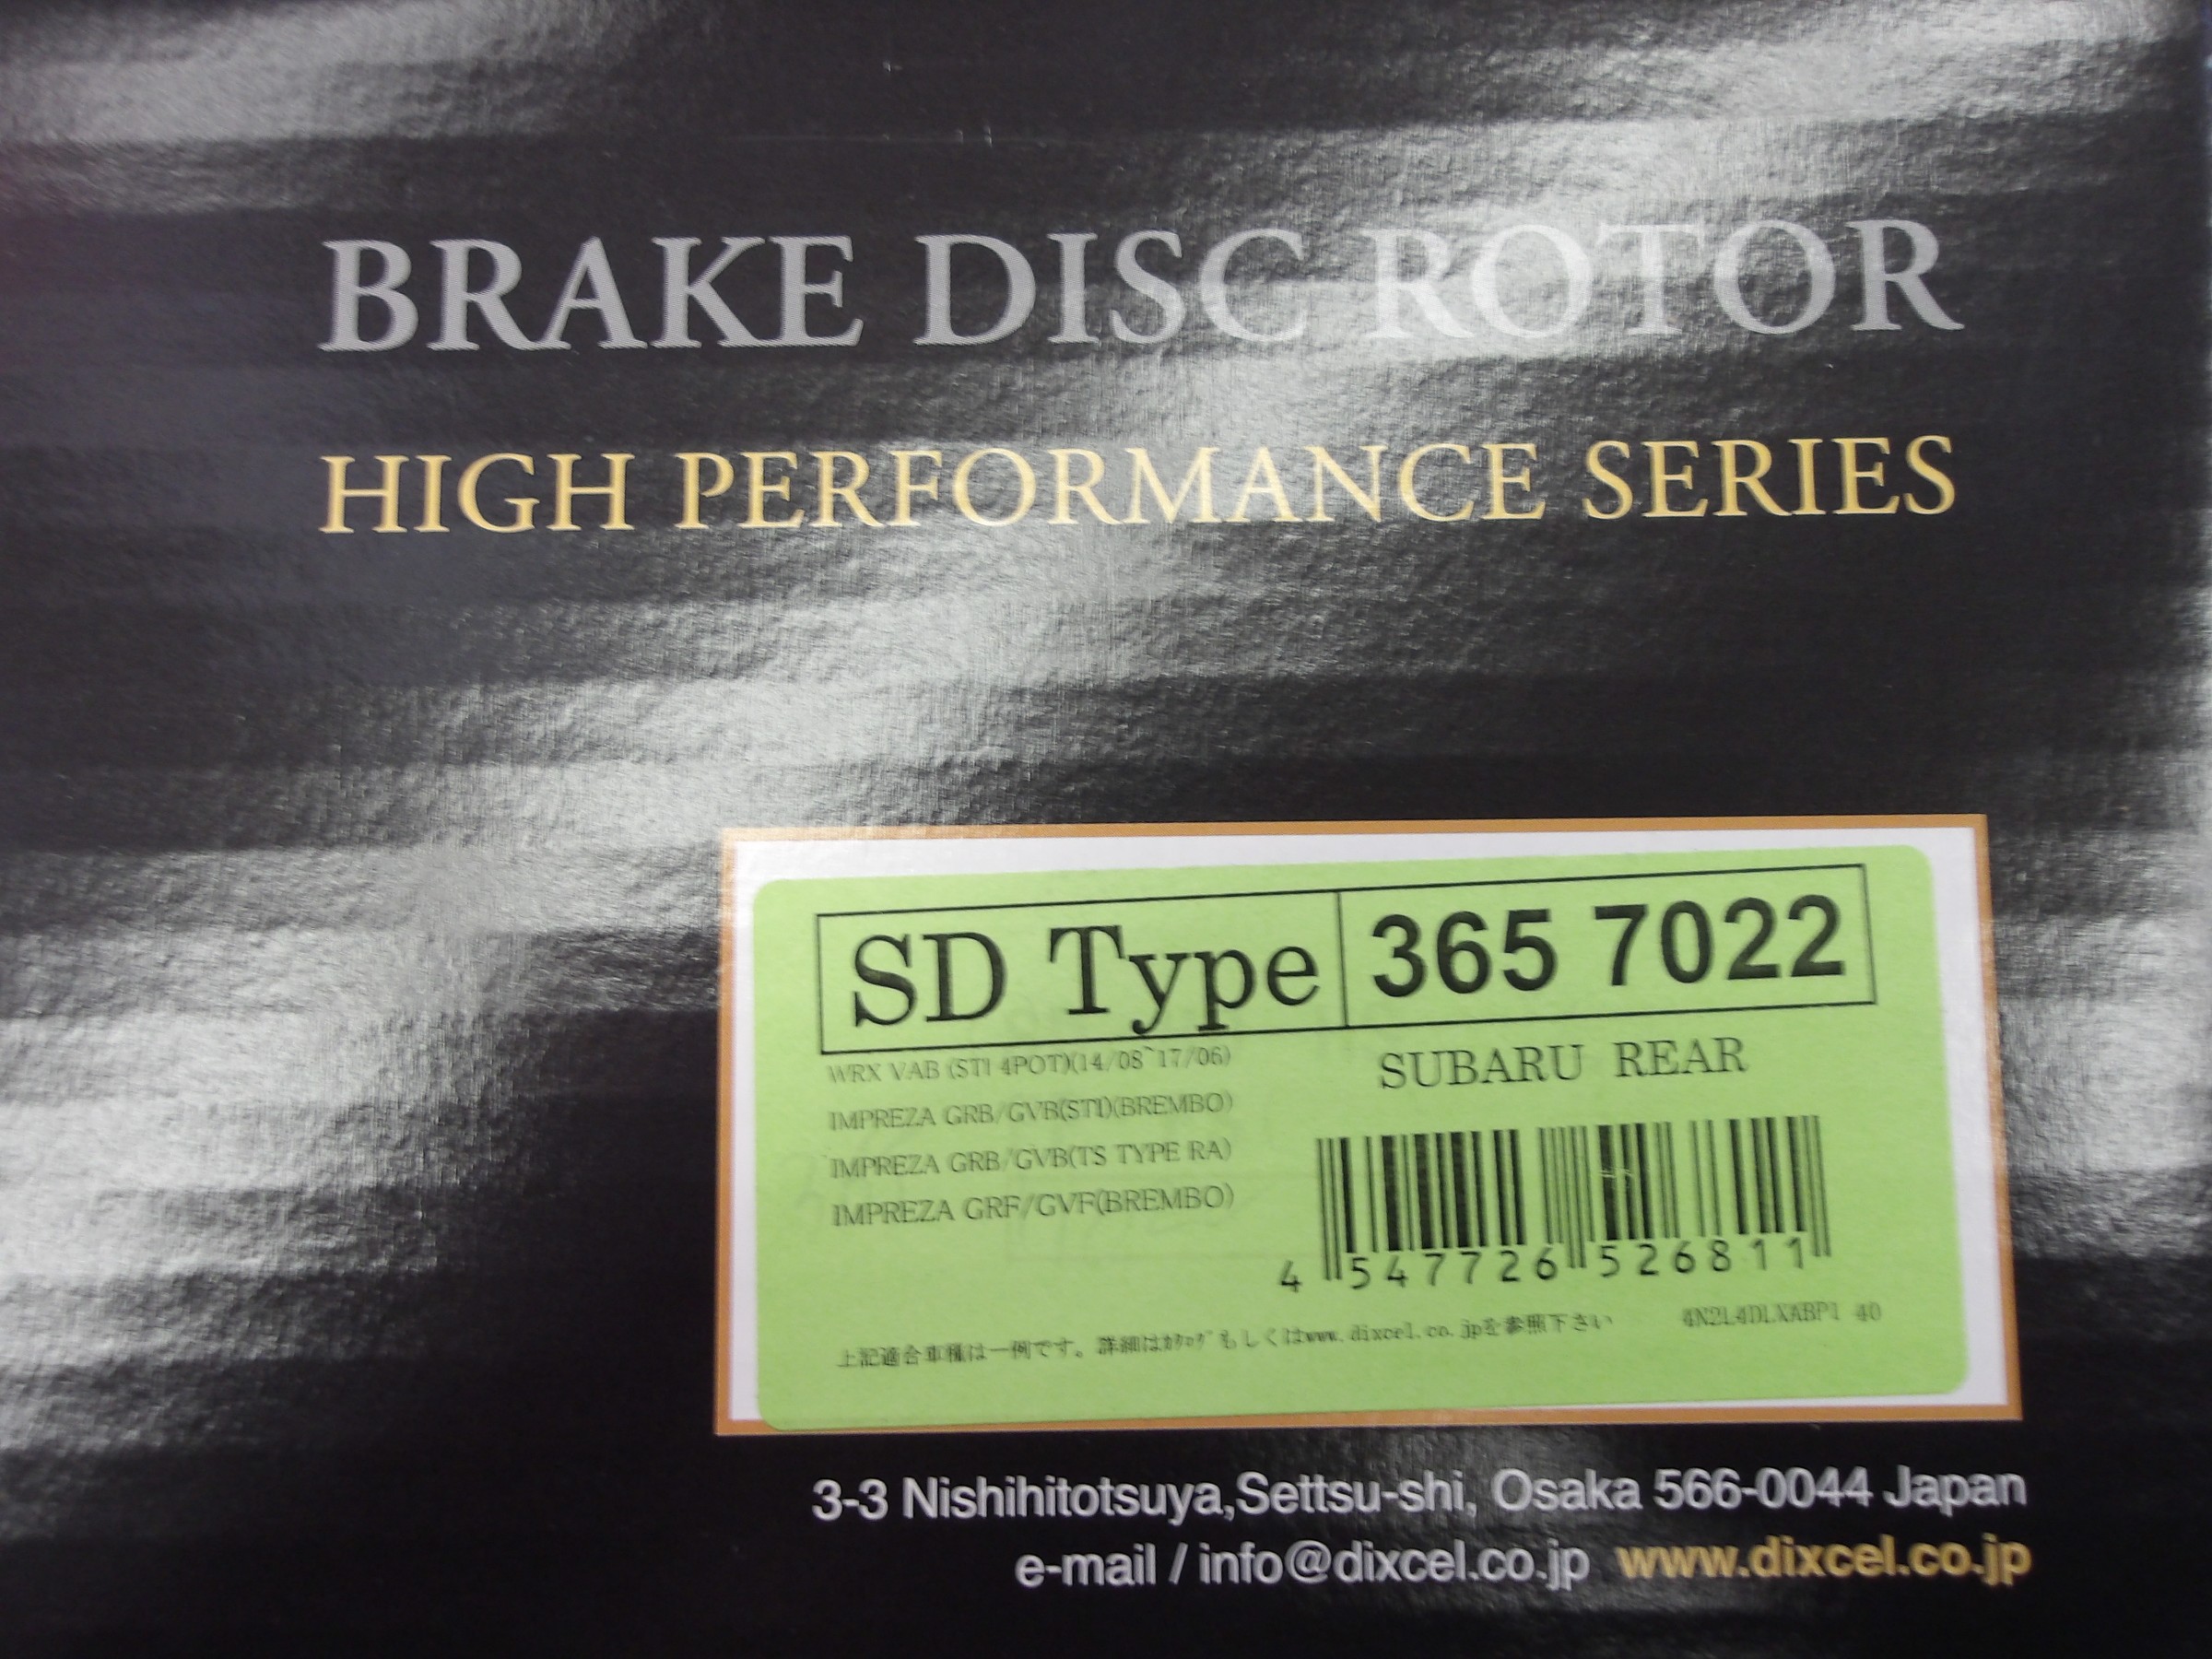 BRAKE DISC ROTOR
HIGH PERFORMANCE SERIES
SD Type 365 7022
WRX VAB (STI 4POT)(14/08~17/06)
SUBARU REAR
IMPREZA GRB/GVB(STI)(BREMBO)
IMPREZA GRB/GVB(TS TYPE RA)
IMPREZA GRF/GVF(BREMBO)
4 547726 526811
上記適合車種は一例です。詳細はｶﾀﾛｸﾞもしくはwww.dixcel.co.jpを参照下さい 4N2L4DLXABP1 40
3-3 Nishihitotsuya,Settsu-shi, Osaka 566-0044 Japan
e-mail / info@dixcel.co.jp www.dixcel.co.jp